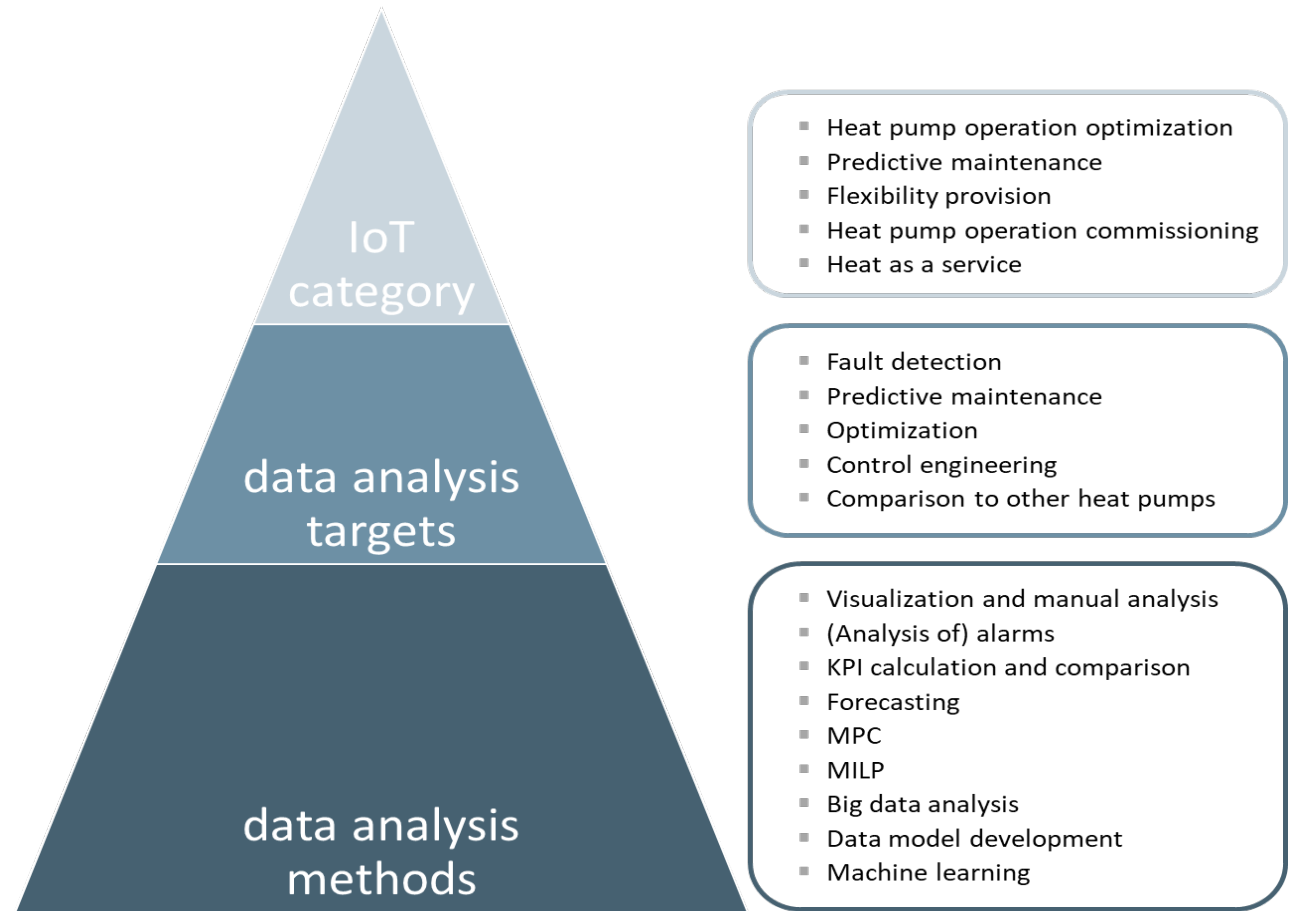 IoT
category
Heat pump operation optimization
Predictive maintenance
Flexibility provision
Heat pump operation commissioning
Heat as a service
data analysis
targets
Fault detection
Predictive maintenance
Optimization
Control engineering
Comparison to other heat pumps
data analysis
methods
Visualization and manual analysis
(Analysis of) alarms
KPI calculation and comparison
Forecasting
MPC
MILP
Big data analysis
Data model development
Machine learning